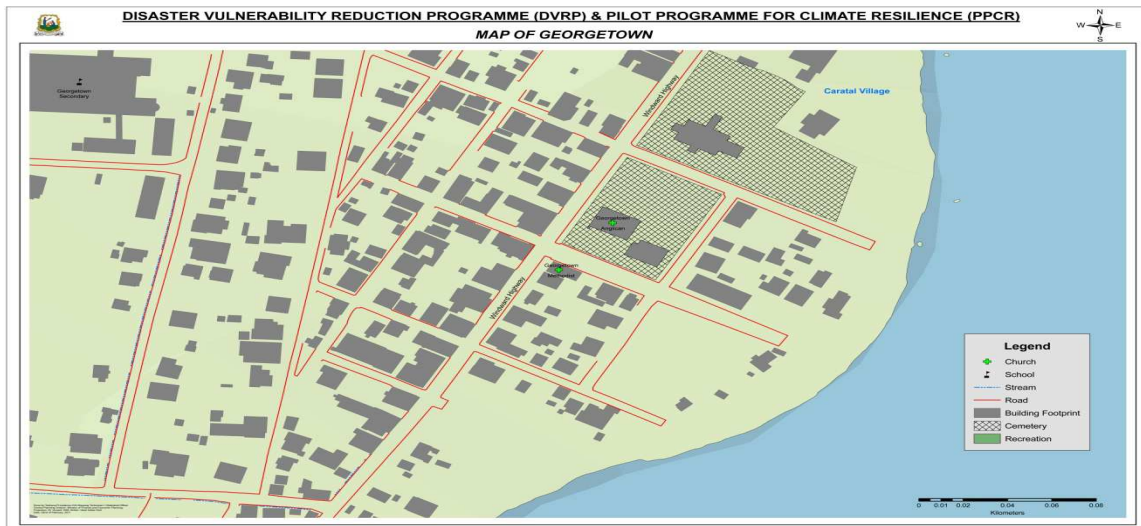 DISASTER VULNERABILITY REDUCTION PROGRAMME (DVRP) & PILOT PROGRAMME FOR CLIMATE RESILIENCE (PPCR)
MAP OF GEORGETOWN
N
W E
S
Georgetown
Secondary
Windward Highway
Caratal Village
Georgetown
Anglican
Georgetown
Methodist
Windward Highway
Legend
Church
School
Stream
Road
Building Footprint
Cemetery
Recreation
0 0.01 0.02 0.04 0.06 0.08
Kilometers